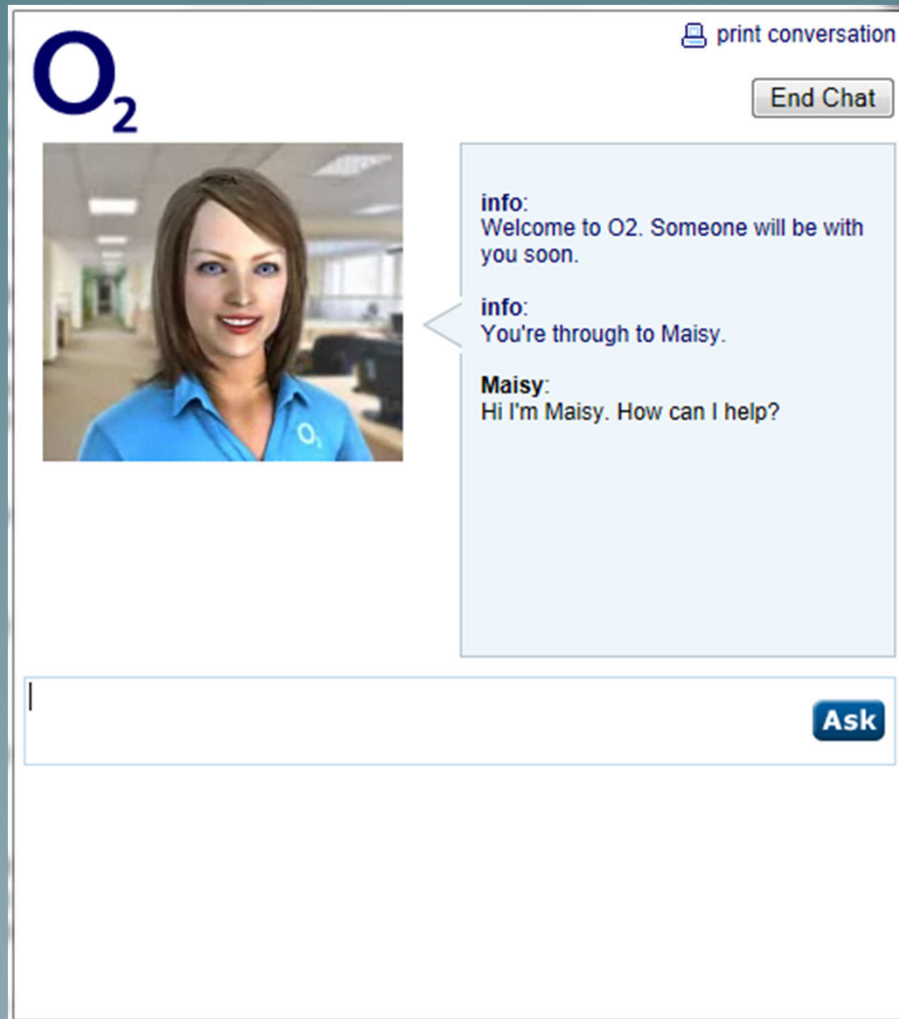 print conversation
O2
End Chat
info:
Welcome to O2. Someone will be with
you soon.
info:
You're through to Maisy.
Maisy:
Hi I'm Maisy. How can I help?
O2
Ask